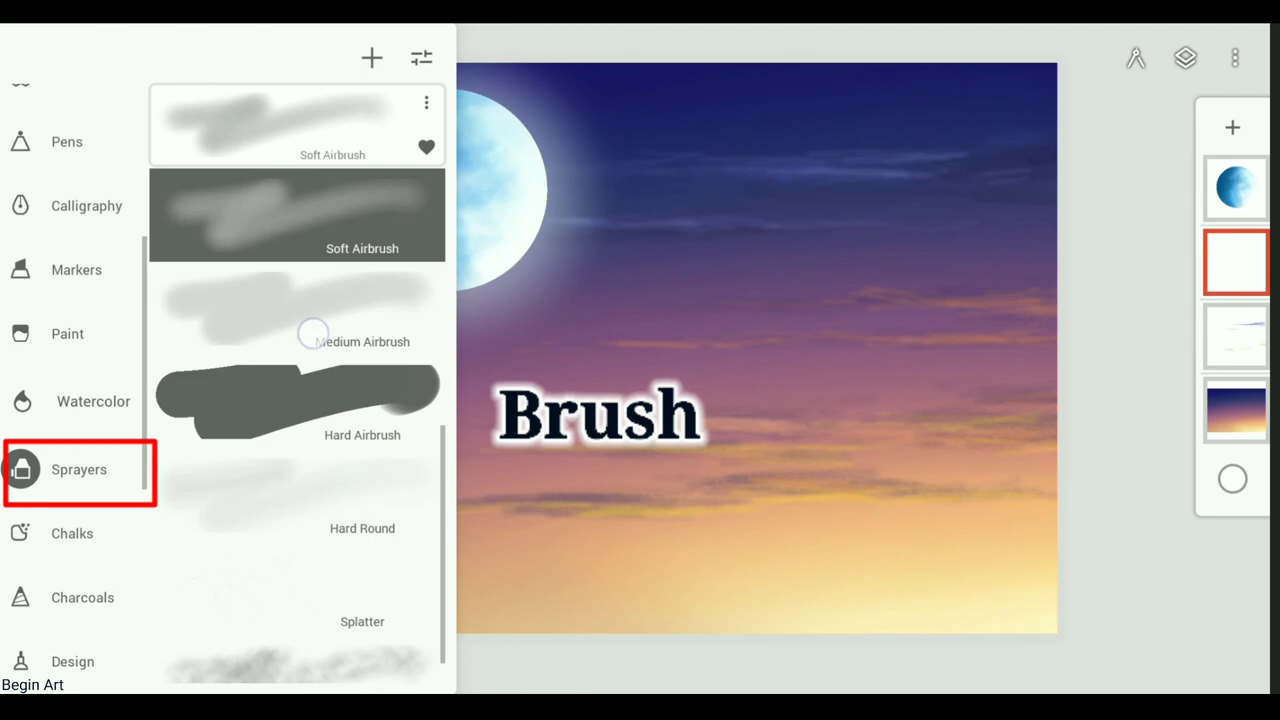 Pens
Calligraphy
Markers
Paint
Watercolor
Sprayers
Chalks
Charcoals
Design
Soft Airbrush
Soft Airbrush
Medium Airbrush
Hard Airbrush
Hard Round
Splatter
Brush
Begin Art